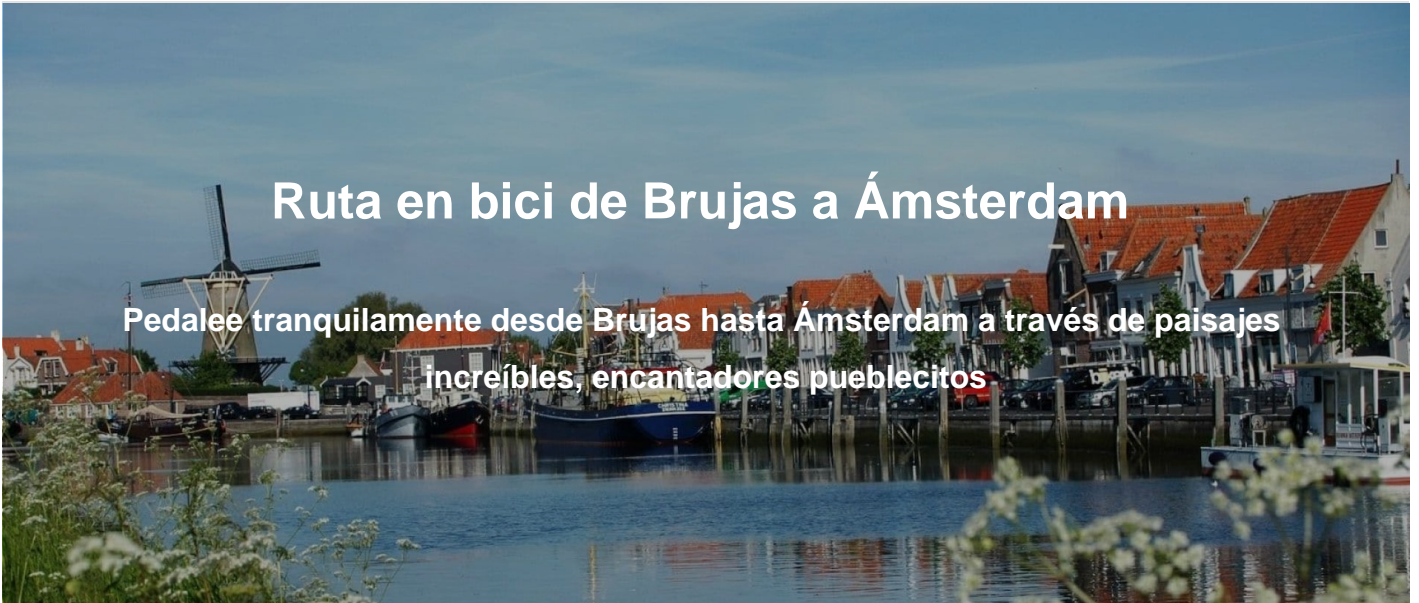 Ruta en bici de Brujas a Ámsterdam
Pedalee tranquilamente desde Brujas hasta Ámsterdam a través de paisajes
increíbles, encantadores pueblecitos